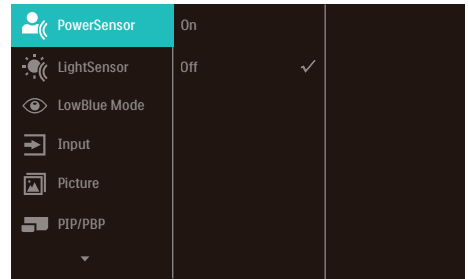 PowerSensor
On
LightSensor
Off
LowBlue Mode
Input
Picture
PIP/PBP